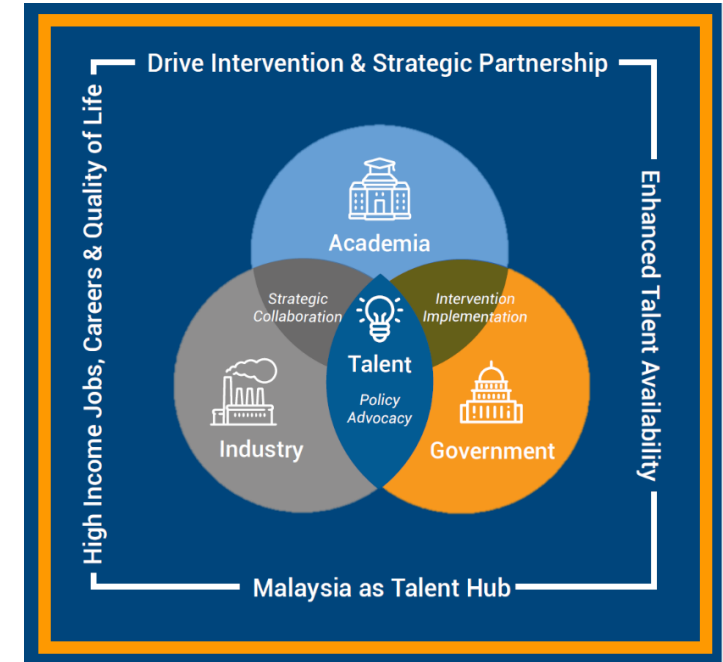 Drive Intervention & Strategic Partnership
High Income Jobs, Careers & Quality of Life
Enhanced Talent Availability
Academia
Strategic
Collaboration
Intervention
Implementation
Talent
Policy
Advocacy
Industry
Government
Malaysia as Talent Hub